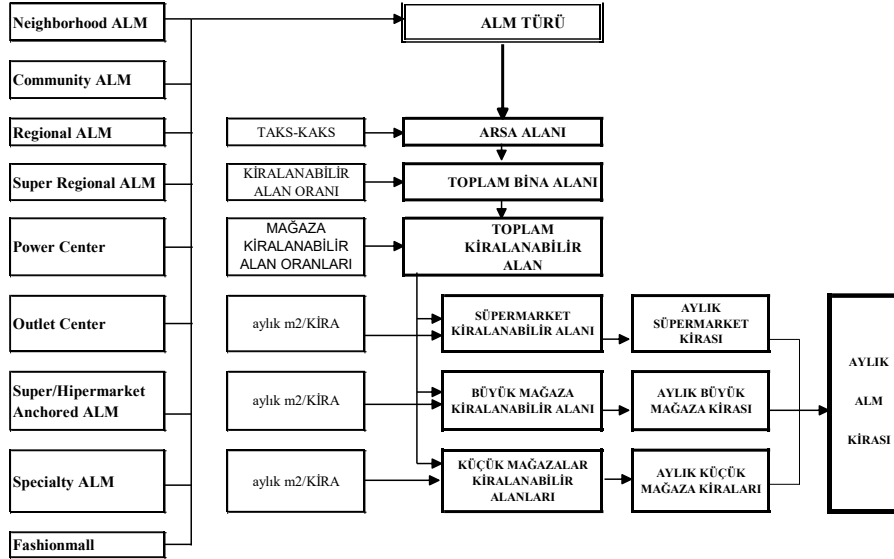 Neighborhood ALM
Community ALM
Regional ALM
Super Regional ALM
Power Center
Outlet Center
Super/Hipermarket
Anchored ALM
Specialty ALM
Fashionmall
ALM TÜRÜ
TAKS-KAKS
ARSA ALANI
KİRALANABİLİR
ALAN ORANI
TOPLAM BİNA ALANI
MAĞAZA
KİRALANABİLİR
ALAN ORANLARI
TOPLAM
KİRALANABİLİR
ALAN
aylık m2/KİRA
SÜPERMARKET
KİRALANABİLİR ALANI
AYLIK
SÜPERMARKET
KİRASI
aylık m2/KİRA
BÜYÜK MAĞAZA
KİRALANABİLİR ALANI
AYLIK BÜYÜK
MAĞAZA KİRASI
aylık m2/KİRA
KÜÇÜK MAĞAZALAR
KİRALANABİLİR
ALANLARI
AYLIK KÜÇÜK
MAĞAZA KİRALARI
AYLIK
ALM
KİRASI